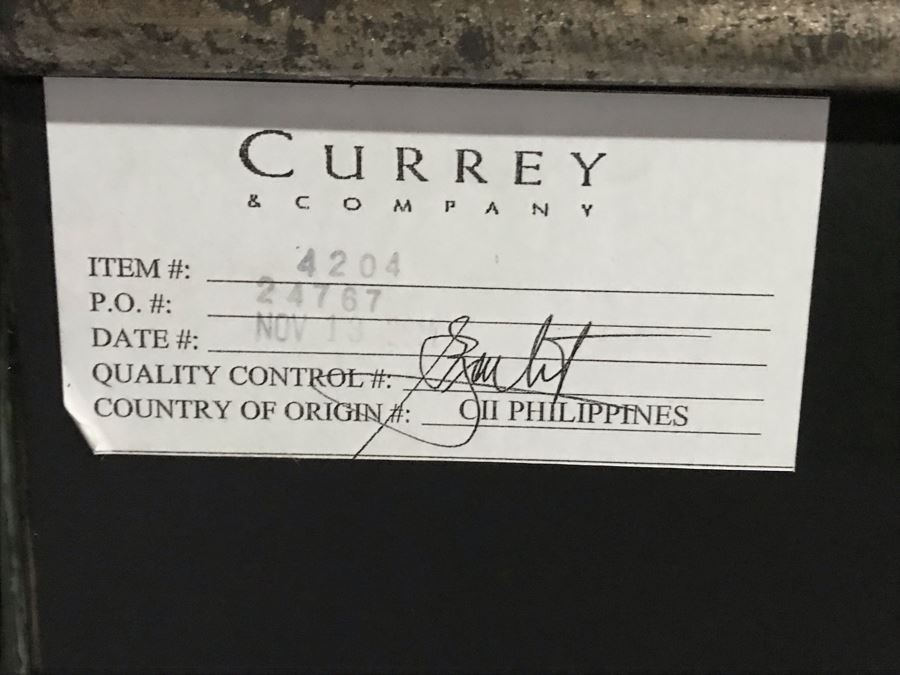 CURREY
& COMPANY
ITEM #: 4204
P.O. #: 24767
DATE #: NOV 13
QUALITY CONTROL #:
COUNTRY OF ORIGIN #: CII PHILIPPINES